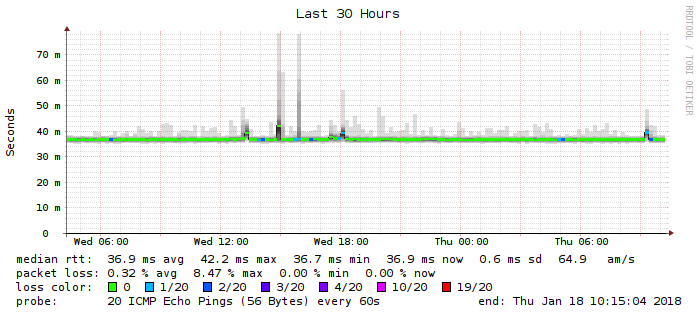 Last 30 Hours
RRDTOOL / TOBI OETIKER
Seconds
70 m
60 m
50 m
40 m
30 m
20 m
10 m
0
Wed 06:00 Wed 12:00 Wed 18:00 Thu 00:00 Thu 06:00
median rtt: 36.9 ms avg 42.2 ms max 36.7 ms min 36.9 ms now 0.6 ms sd 64.9 am/s
packet loss: 0.32 % avg 8.47 % max 0.00 % min 0.00 % now
loss color: 0 1/20 2/20 3/20 4/20 10/20 19/20
probe: 20 ICMP Echo Pings (56 Bytes) every 60s end: Thu Jan 18 10:15:04 2018